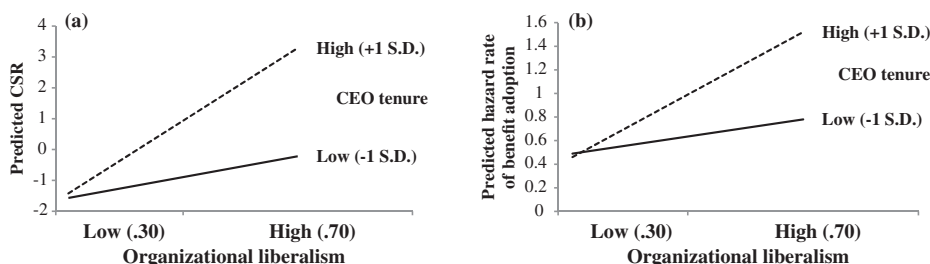 (a)
4
3
2
1
0
-1
-2
Predicted CSR
High (+1 S.D.)
CEO tenure
Low (-1 S.D.)
Low (.30) High (.70)
Organizational liberalism
(b)
1.6
1.4
1.2
1
0.8
0.6
0.4
0.2
0
Predicted hazard rate
of benefit adoption
High (+1 S.D.)
CEO tenure
Low (-1 S.D.)
Low (.30) High (.70)
Organizational liberalism